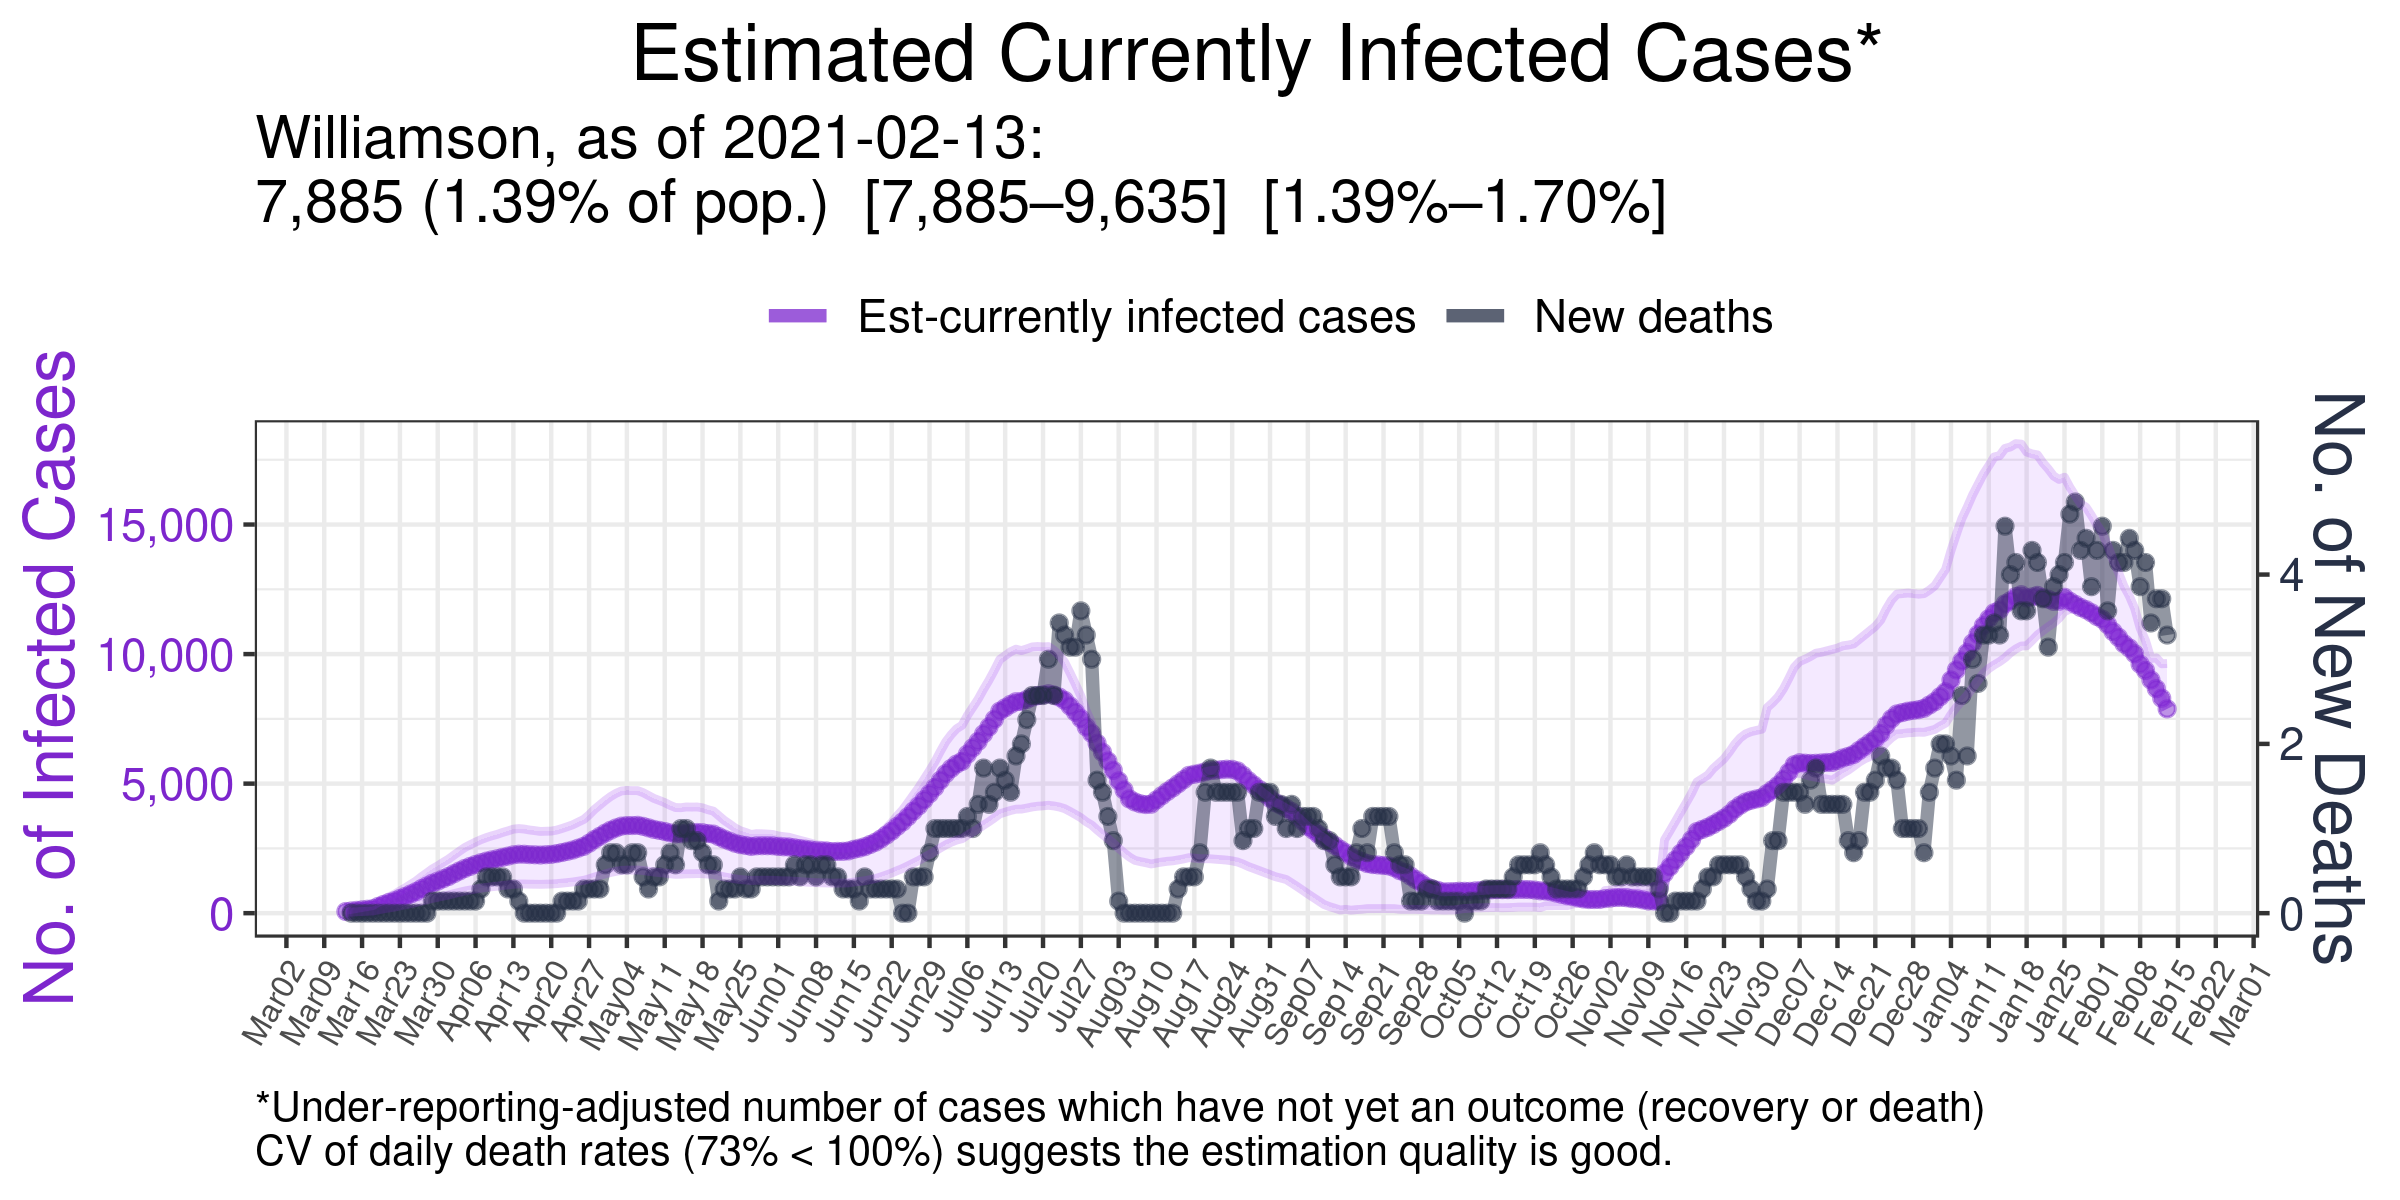 Estimated Currently Infected Cases*
Williamson, as of 2021-02-13:
7,885 (1.39% of pop.)  [7,885–9,635]  [1.39%–1.70%]
Est-currently infected cases
New deaths
No. of Infected Cases
15,000
10,000
5,000
0
No. of New Deaths
4
2
0
Mar02
Mar09
Mar16
Mar23
Mar30
Apr06
Apr13
Apr20
Apr27
May04
May11
May18
May25
Jun01
Jun08
Jun15
Jun22
Jun29
Jul06
Jul13
Jul20
Jul27
Aug03
Aug10
Aug17
Aug24
Aug31
Sep07
Sep14
Sep21
Sep28
Oct05
Oct12
Oct19
Oct26
Nov02
Nov09
Nov16
Nov23
Nov30
Dec07
Dec14
Dec21
Dec28
Jan04
Jan11
Jan18
Jan25
Feb01
Feb08
Feb15
Feb22
Mar01
*Under-reporting-adjusted number of cases which have not yet an outcome (recovery or death)
CV of daily death rates (73% < 100%) suggests the estimation quality is good.